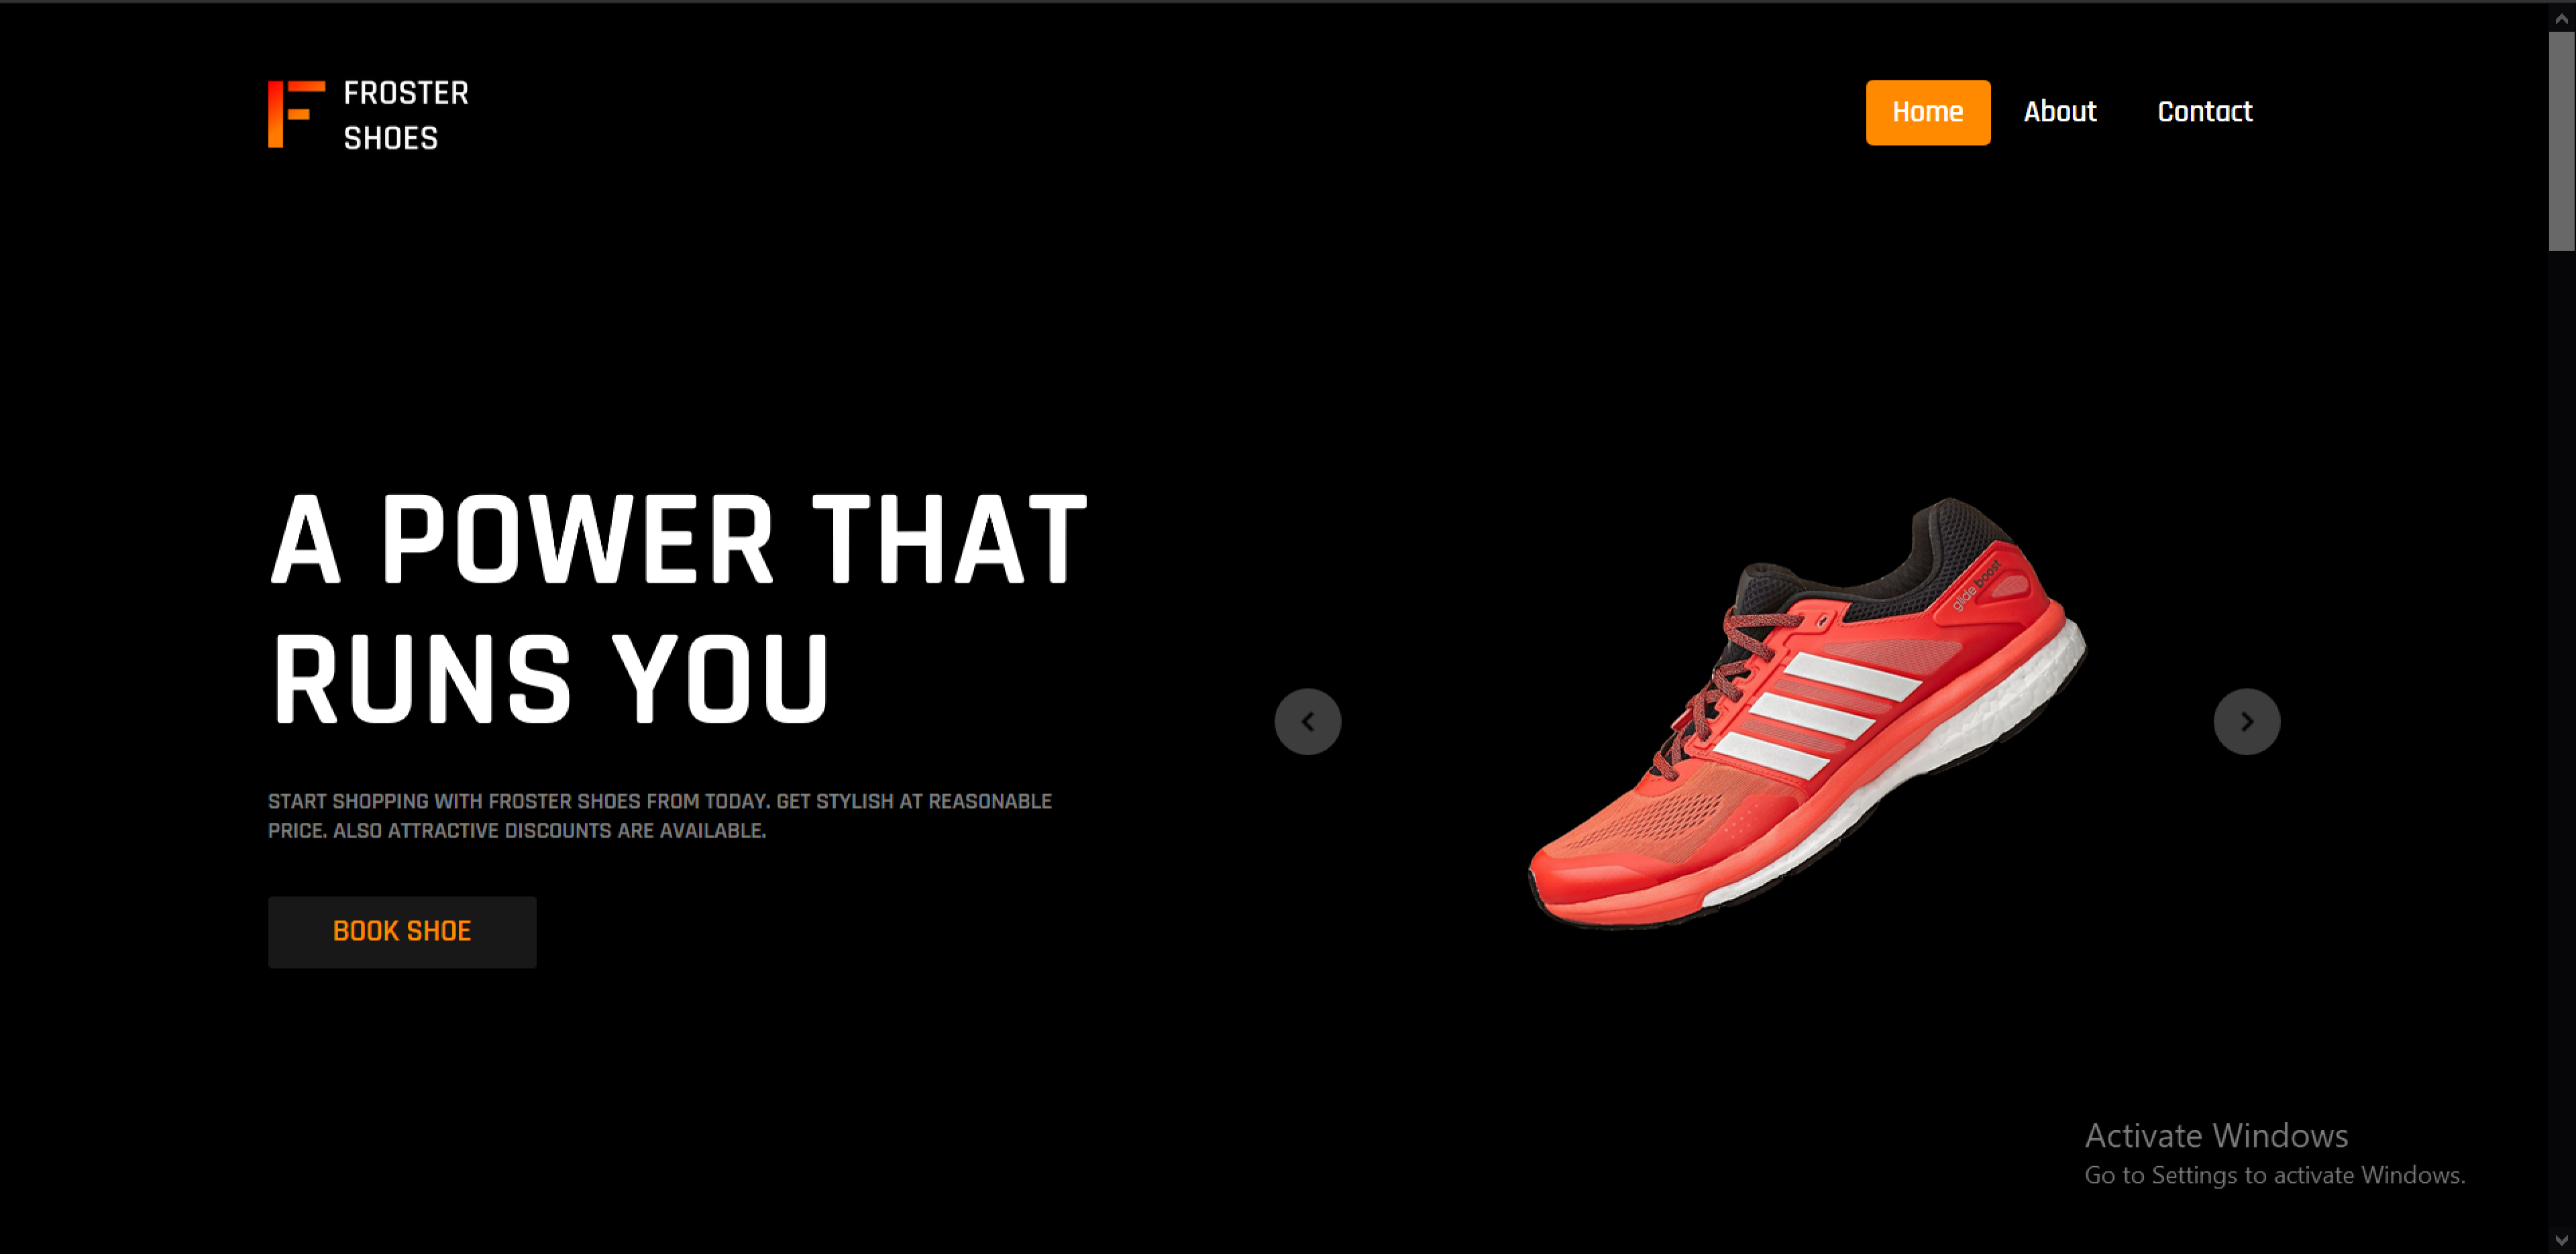 FROSTER
SHOES
Home About Contact
A POWER THAT
RUNS YOU
START SHOPPING WITH FROSTER SHOES FROM TODAY. GET STYLISH AT REASONABLE
PRICE. ALSO ATTRACTIVE DISCOUNTS ARE AVAILABLE.
BOOK SHOE
glide boost
Activate Windows
Go to Settings to activate Windows.